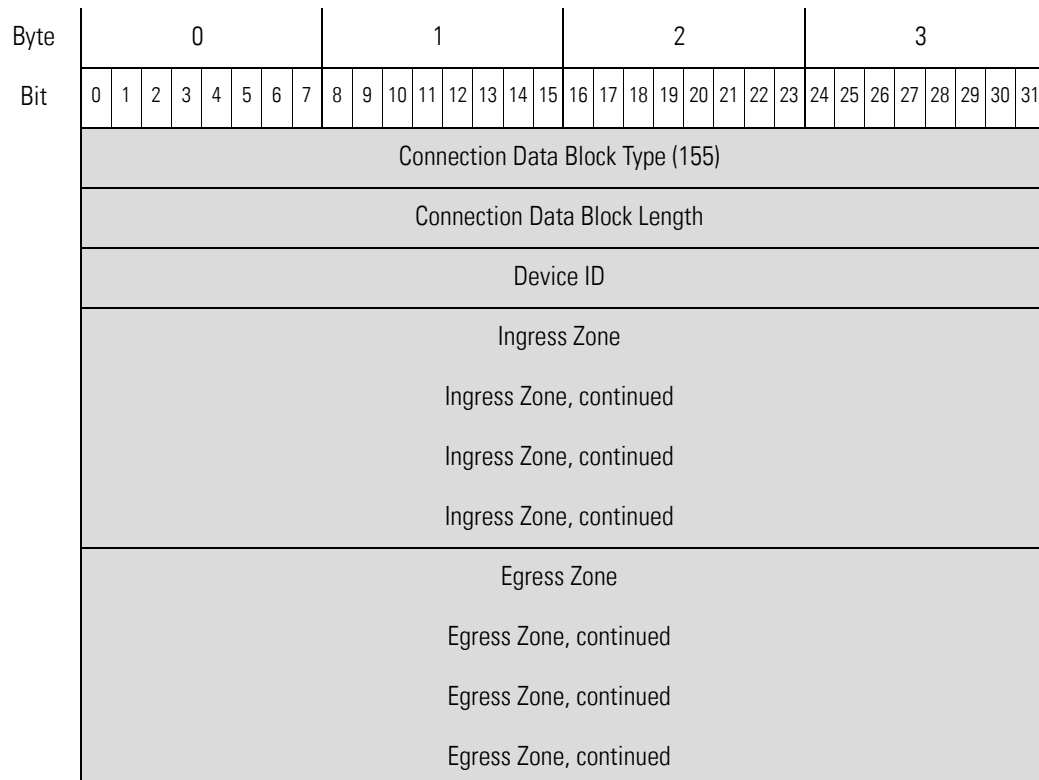 Byte 0 1 2 3
Bit 0 1 2 3 4 5 6 7 8 9 10 11 12 13 14 15 16 17 18 19 20 21 22 23 24 25 26 27 28 29 30 31
Connection Data Block Type (155)
Connection Data Block Length
Device ID
Ingress Zone
Ingress Zone, continued
Ingress Zone, continued
Ingress Zone, continued
Egress Zone
Egress Zone, continued
Egress Zone, continued
Egress Zone, continued